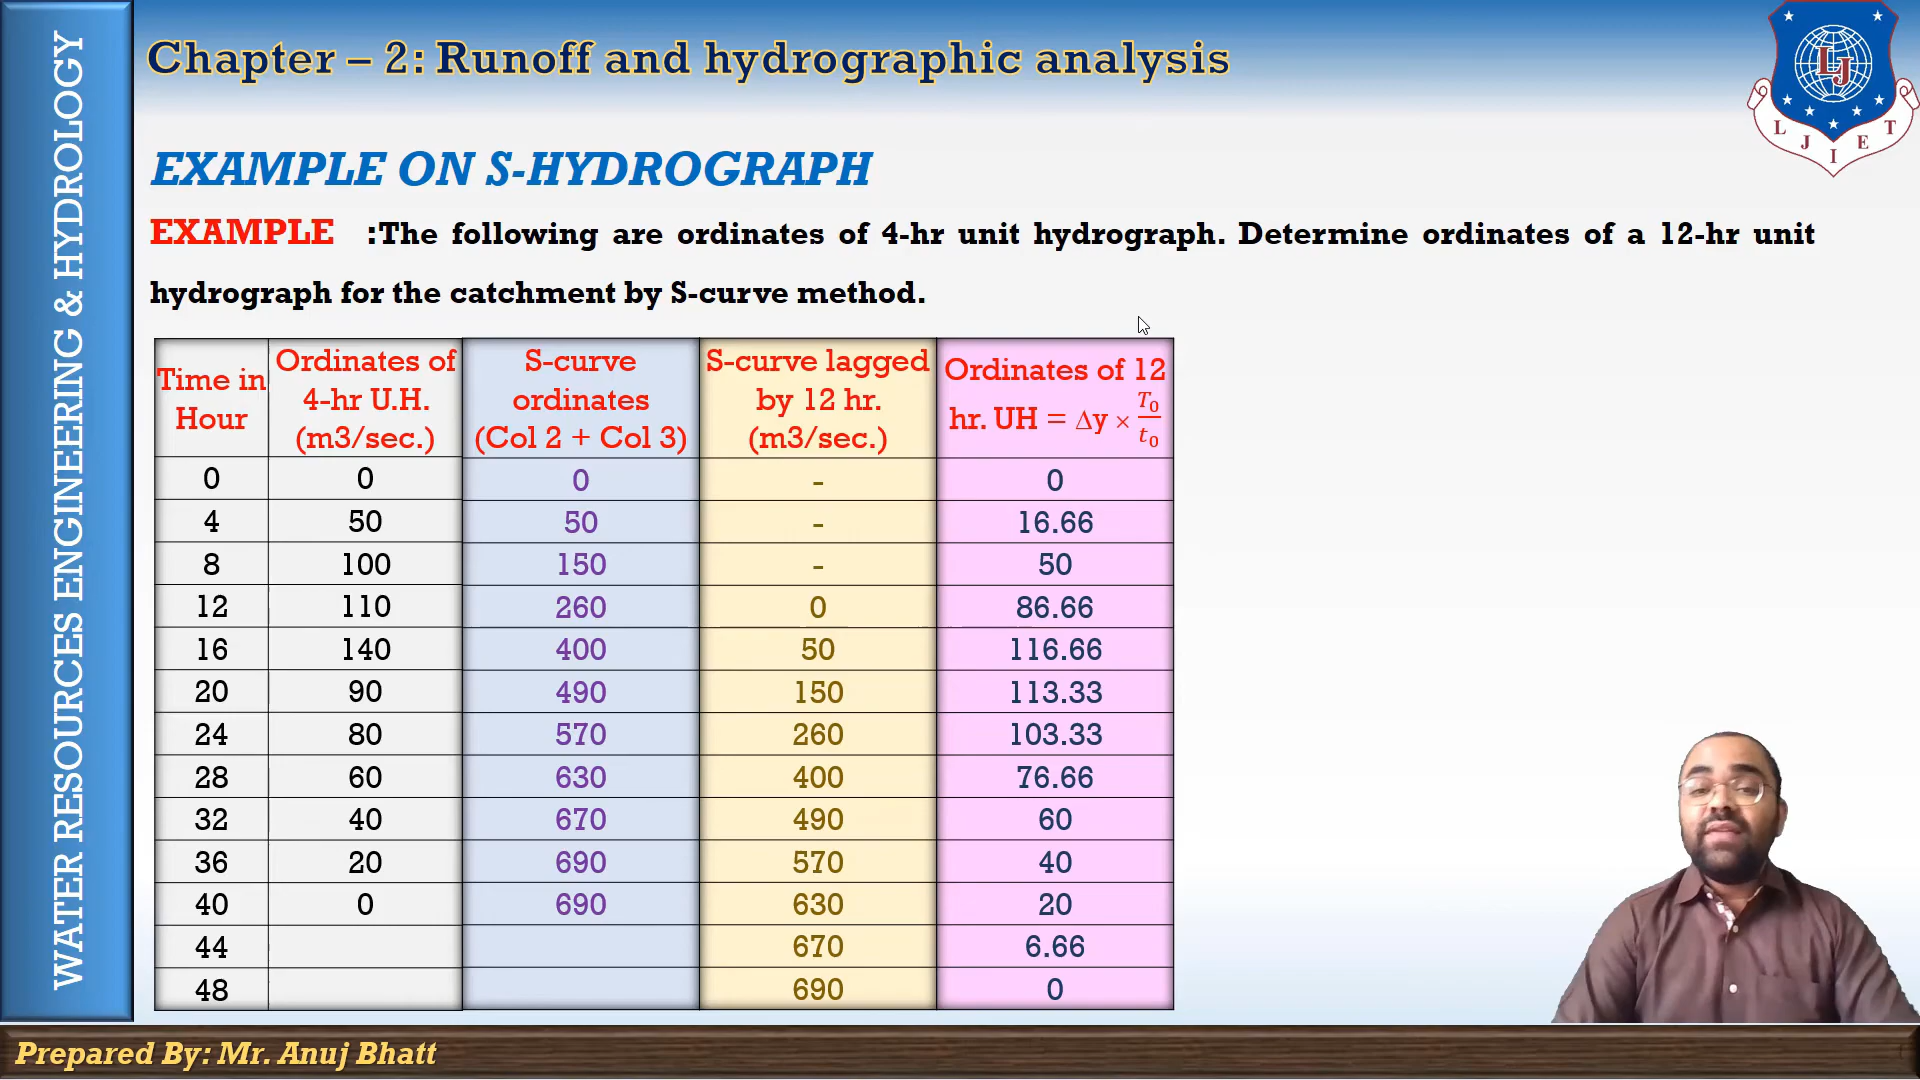 WATER RESOURCES ENGINEERING & HYDROLOGY
Chapter – 2: Runoff and hydrographic analysis
LJ
L J I E T
EXAMPLE ON S-HYDROGRAPH
EXAMPLE :The following are ordinates of 4-hr unit hydrograph. Determine ordinates of a 12-hr unit
hydrograph for the catchment by S-curve method.
Time in Hour | Ordinates of 4-hr U.H. (m3/sec.) | S-curve ordinates (Col 2 + Col 3) | S-curve lagged by 12 hr. (m3/sec.) | Ordinates of 12 hr. UH = Δy × T₀/t₀
0 | 0 | 0 | - | 0
4 | 50 | 50 | - | 16.66
8 | 100 | 150 | - | 50
12 | 110 | 260 | 0 | 86.66
16 | 140 | 400 | 50 | 116.66
20 | 90 | 490 | 150 | 113.33
24 | 80 | 570 | 260 | 103.33
28 | 60 | 630 | 400 | 76.66
32 | 40 | 670 | 490 | 60
36 | 20 | 690 | 570 | 40
40 | 0 | 690 | 630 | 20
44 | | | 670 | 6.66
48 | | | 690 | 0
Prepared By: Mr. Anuj Bhatt